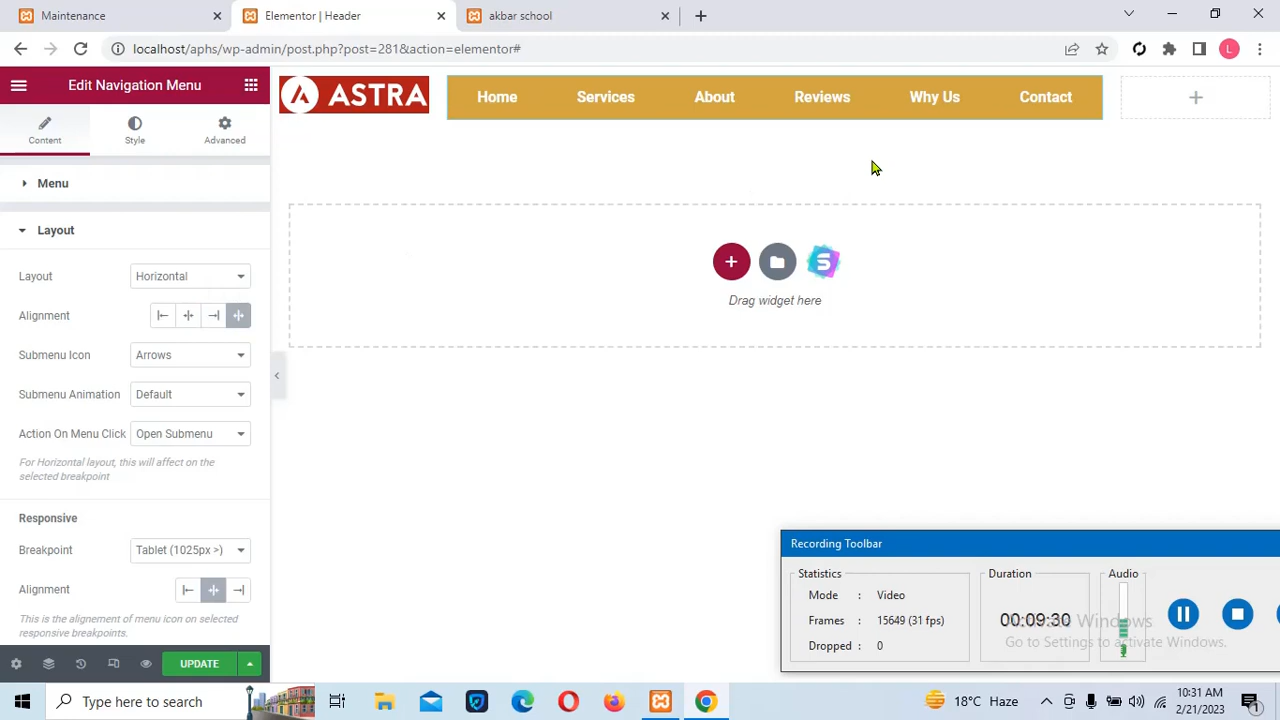 Maintenance
Elementor | Header
akbar school
localhost/aphs/wp-admin/post.php?post=281&action=elementor#
L
Edit Navigation Menu
ASTRA
Home
Services
About
Reviews
Why Us
Contact
Content
Style
Advanced
Menu
Layout
Layout
Horizontal
Alignment
Submenu Icon
Arrows
Submenu Animation
Default
Action On Menu Click
Open Submenu
For Horizontal layout, this will affect on the
selected breakpoint
Responsive
Breakpoint
Tablet (1025px >)
Alignment
This is the alignement of menu icon on selected
responsive breakpoints.
UPDATE
Drag widget here
Recording Toolbar
Statistics
Mode : Video
Frames : 15649 (31 fps)
Dropped : 0
Duration
00:09:30
Audio
Activate Windows
Go to Settings to activate Windows.
Type here to search
18°C Haze
10:31 AM
2/21/2023
1